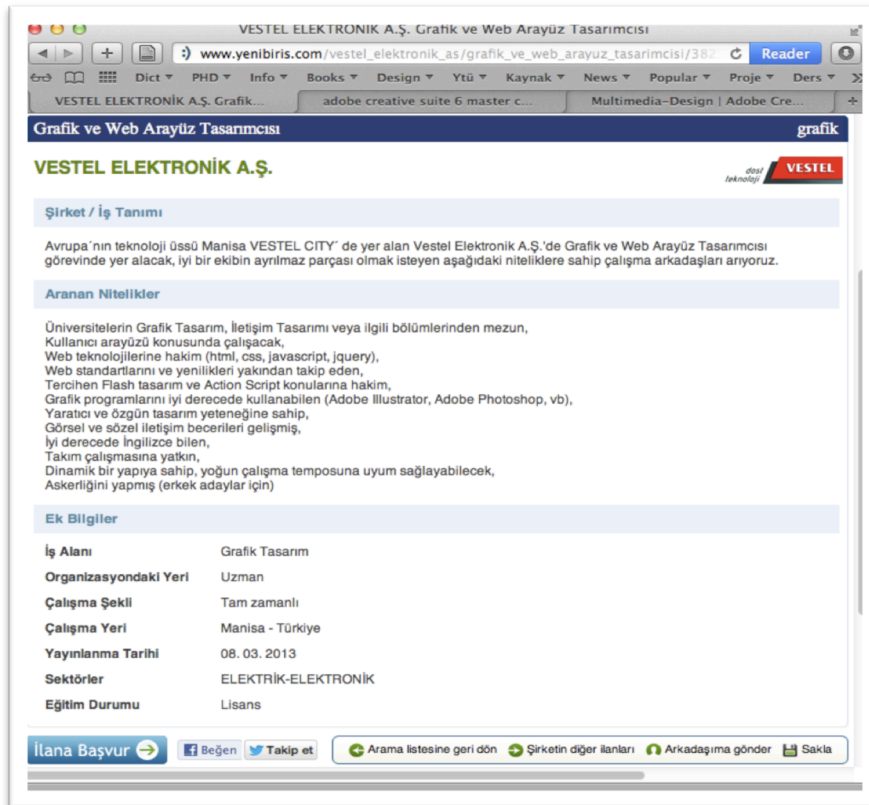 VESTEL ELEKTRONİK A.Ş. Grafik ve Web Arayüz Tasarımcısı
www.yenibiris.com/vestel_elektronik_as/grafik_ve_web_arayuz_tasarimcisi/382 Reader
Dict PHD Info Books Design Ytü Kaynak News Popular Proje Ders
VESTEL ELEKTRONİK A.Ş. Grafik... adobe creative suite 6 master c... Multimedia-Design | Adobe Cre...
Grafik ve Web Arayüz Tasarımcısı grafik
VESTEL ELEKTRONİK A.Ş.
dost teknoloji VESTEL
Şirket / İş Tanımı
Avrupa´nın teknoloji üssü Manisa VESTEL CITY´ de yer alan Vestel Elektronik A.Ş.'de Grafik ve Web Arayüz Tasarımcısı
görevinde yer alacak, iyi bir ekibin ayrılmaz parçası olmak isteyen aşağıdaki niteliklere sahip çalışma arkadaşları arıyoruz.
Aranan Nitelikler
Üniversitelerin Grafik Tasarım, İletişim Tasarımı veya ilgili bölümlerinden mezun,
Kullanıcı arayüzü konusunda çalışacak,
Web teknolojilerine hakim (html, css, javascript, jquery),
Web standartlarını ve yenilikleri yakından takip eden,
Tercihen Flash tasarım ve Action Script konularına hakim,
Grafik programlarını iyi derecede kullanabilen (Adobe Illustrator, Adobe Photoshop, vb),
Yaratıcı ve özgün tasarım yeteneğine sahip,
Görsel ve sözel iletişim becerileri gelişmiş,
İyi derecede İngilizce bilen,
Takım çalışmasına yatkın,
Dinamik bir yapıya sahip, yoğun çalışma temposuna uyum sağlayabilecek,
Askerliğini yapmış (erkek adaylar için)
Ek Bilgiler
İş Alanı Grafik Tasarım
Organizasyondaki Yeri Uzman
Çalışma Şekli Tam zamanlı
Çalışma Yeri Manisa - Türkiye
Yayınlanma Tarihi 08. 03. 2013
Sektörler ELEKTRİK-ELEKTRONİK
Eğitim Durumu Lisans
İlana Başvur Beğen Takip et Arama listesine geri dön Şirketin diğer ilanları Arkadaşıma gönder Sakla